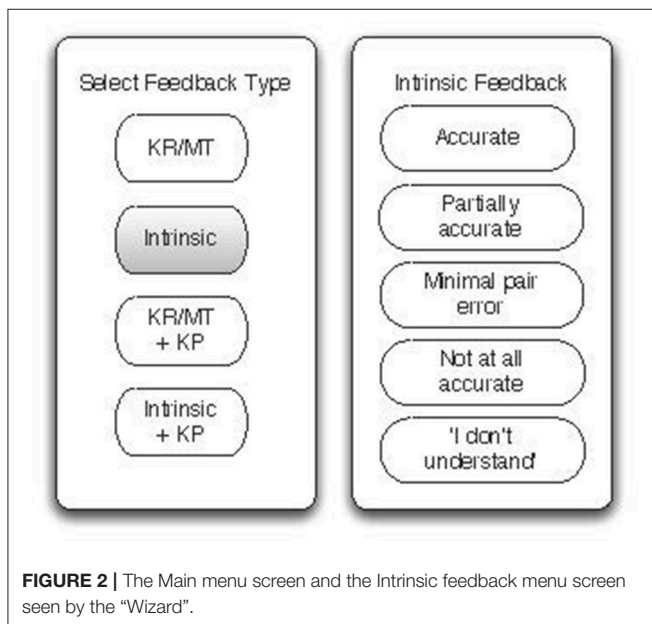 Select Feedback Type
KR/MT
Intrinsic
KR/MT
+ KP
Intrinsic
+ KP
Intrinsic Feedback
Accurate
Partially
accurate
Minimal pair
error
Not at all
accurate
'I don't
understand'
FIGURE 2 | The Main menu screen and the Intrinsic feedback menu screen
seen by the “Wizard”.